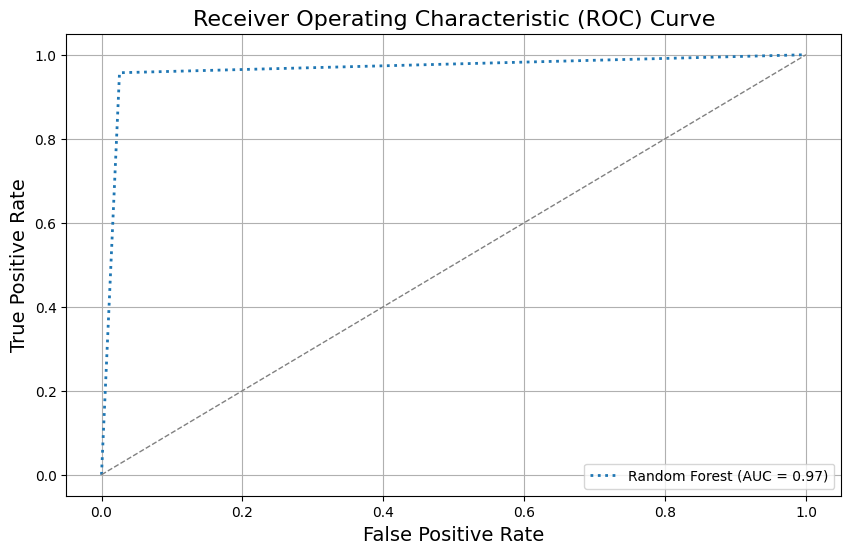 Receiver Operating Characteristic (ROC) Curve
True Positive Rate
1.0
0.8
0.6
0.4
0.2
0.0
Random Forest (AUC = 0.97)
0.0 0.2 0.4 0.6 0.8 1.0
False Positive Rate